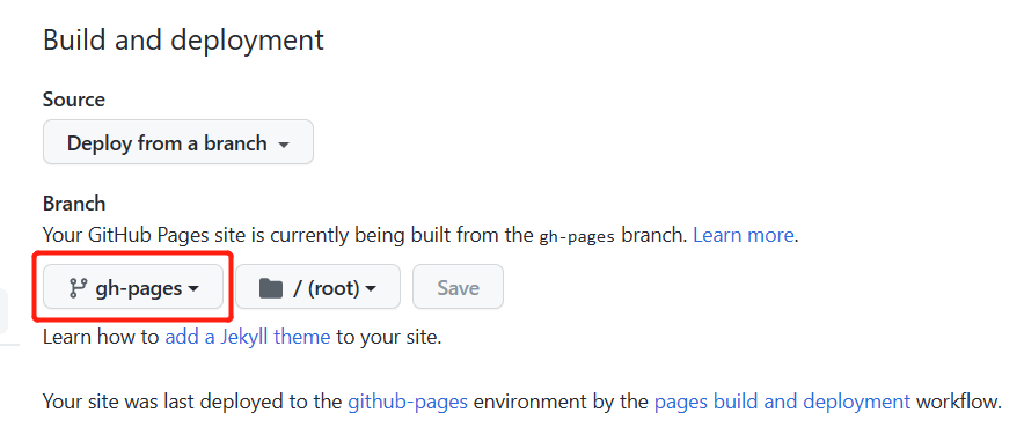 Build and deployment
Source
Deploy from a branch
Branch
Your GitHub Pages site is currently being built from the gh-pages branch. Learn more.
gh-pages / (root) Save
Learn how to add a Jekyll theme to your site.
Your site was last deployed to the github-pages environment by the pages build and deployment workflow.